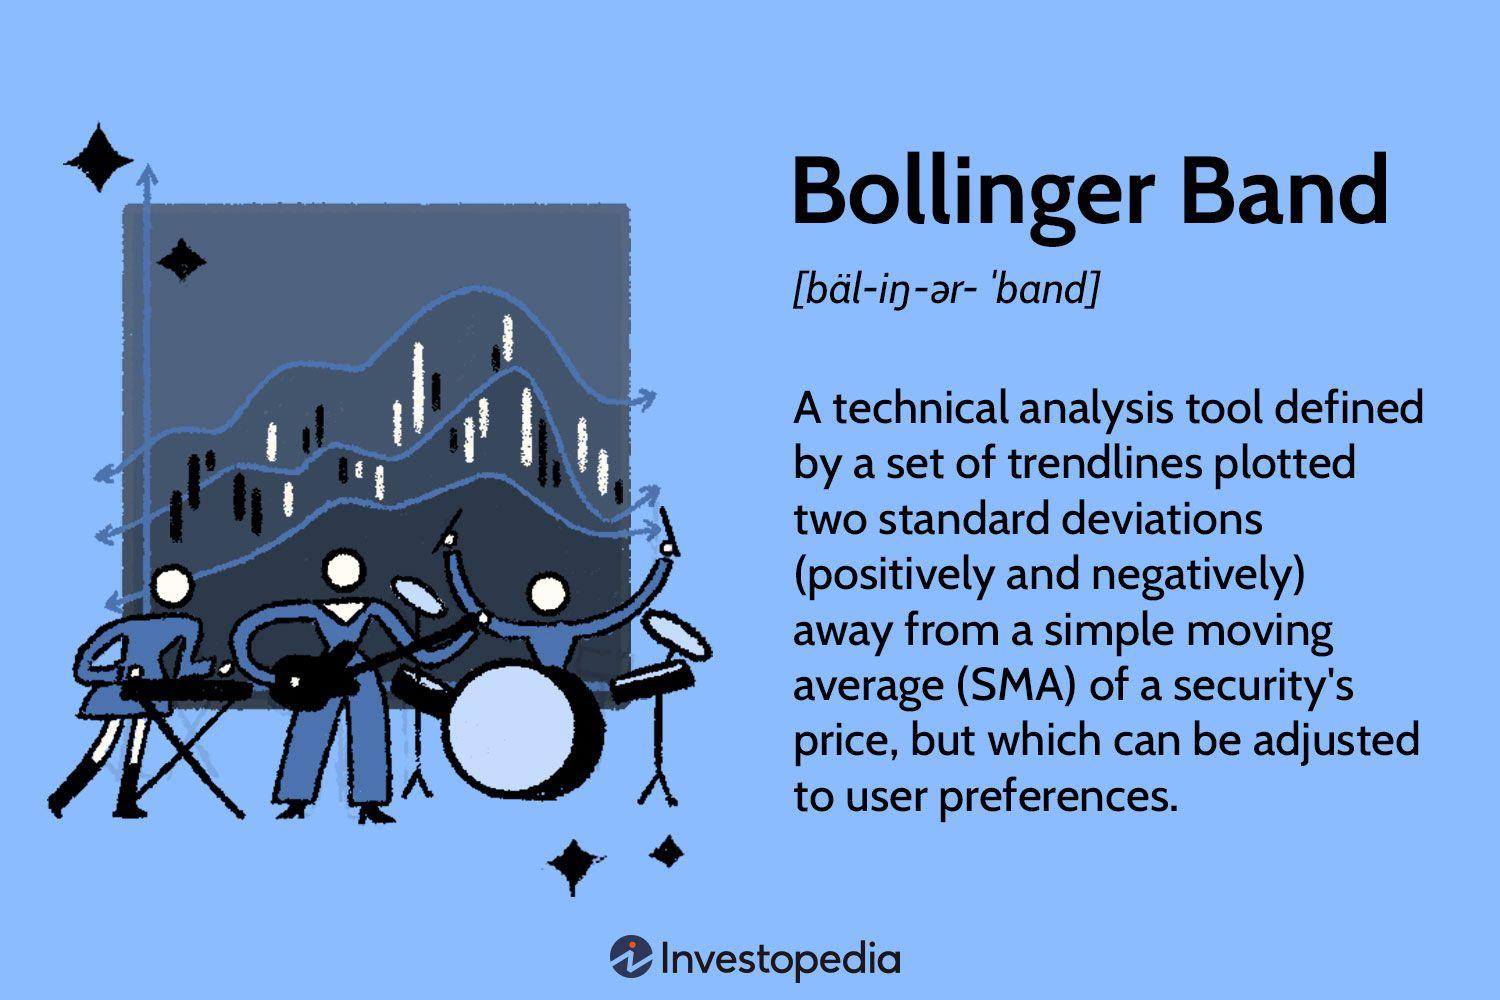 Bollinger Band
[bäl-iŋ-ər- 'band]
A technical analysis tool defined
by a set of trendlines plotted
two standard deviations
(positively and negatively)
away from a simple moving
average (SMA) of a security's
price, but which can be adjusted
to user preferences.
Investopedia